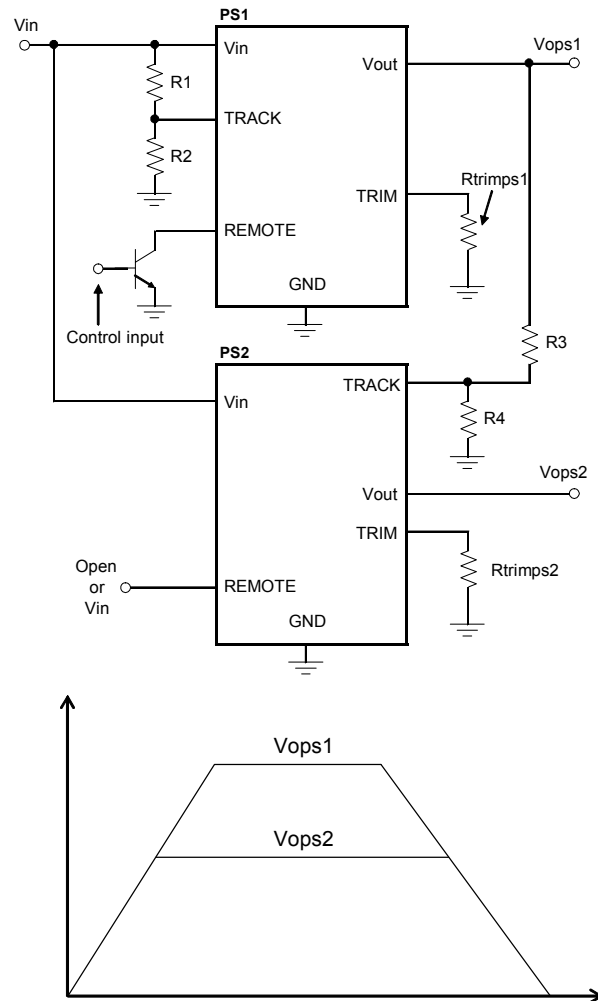 PS1
Vin
Vin
Vops1
Vout
R1
TRACK
R2
Rtrimps1
TRIM
REMOTE
GND
Control input
R3
PS2
TRACK
Vin
R4
Vops2
Vout
TRIM
Open
or
Vin
REMOTE
Rtrimps2
GND
Vops1
Vops2